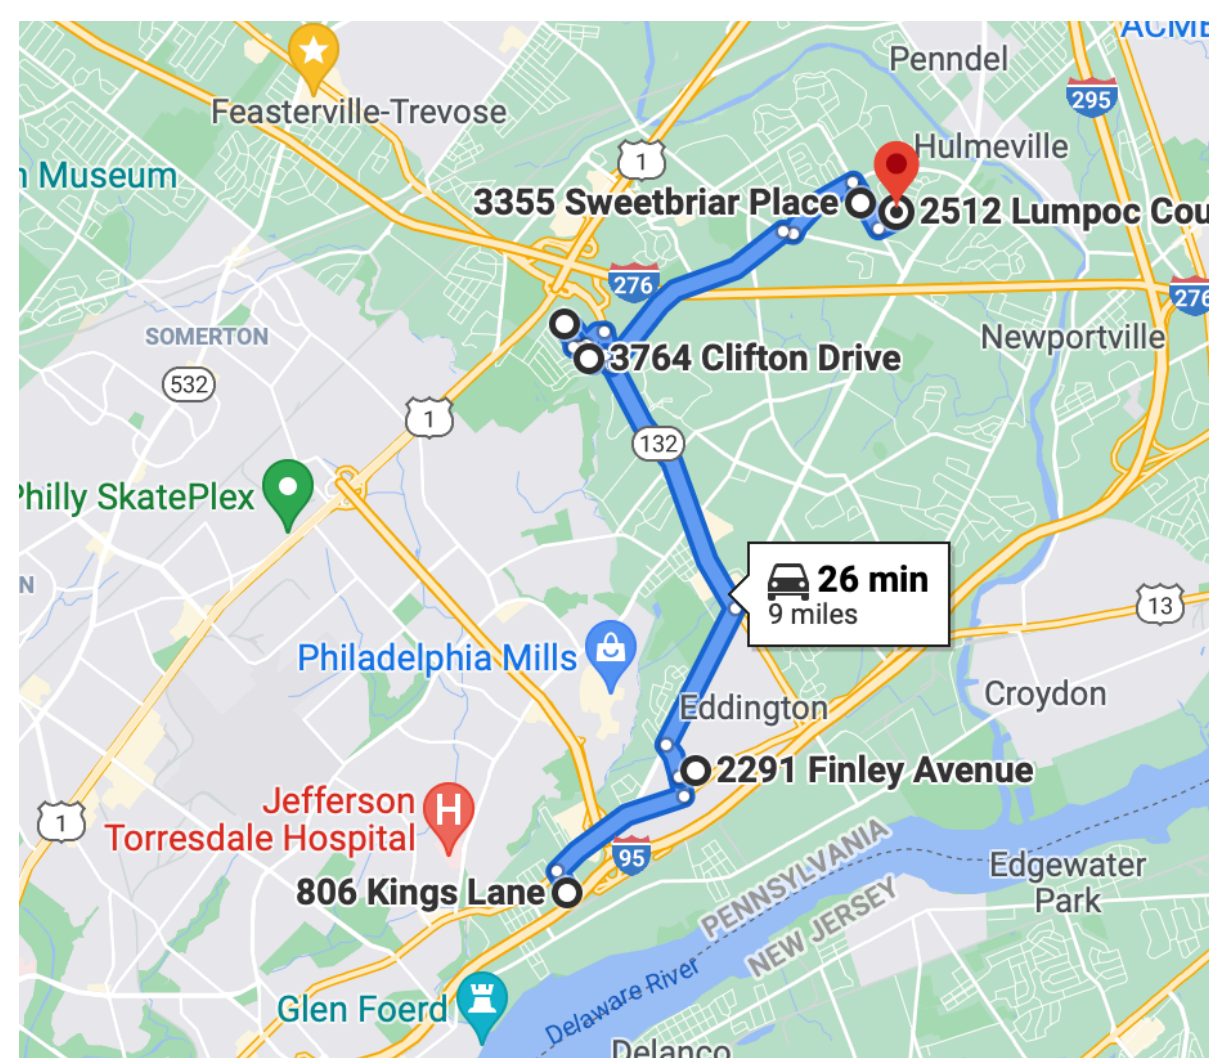 ACME
Penndel
295
Feasterville-Trevose
1
Hulmeville
n Museum
3355 Sweetbriar Place
2512 Lumpoc Cou
276
276
SOMERTON
Newportville
3764 Clifton Drive
532
1
132
Philly SkatePlex
26 min
9 miles
N
13
Philadelphia Mills
Croydon
Eddington
2291 Finley Avenue
Jefferson
Torresdale Hospital
H
1
95
PENNSYLVANIA
NEW JERSEY
Edgewater
Park
806 Kings Lane
Glen Foerd
Delaware River
Delanco